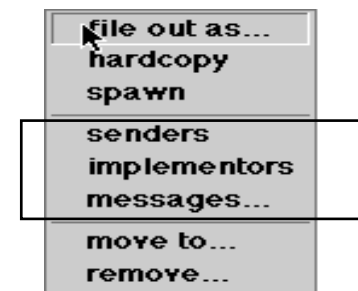 file out as...
hardcopy
spawn
senders
implementors
messages...
move to...
remove...